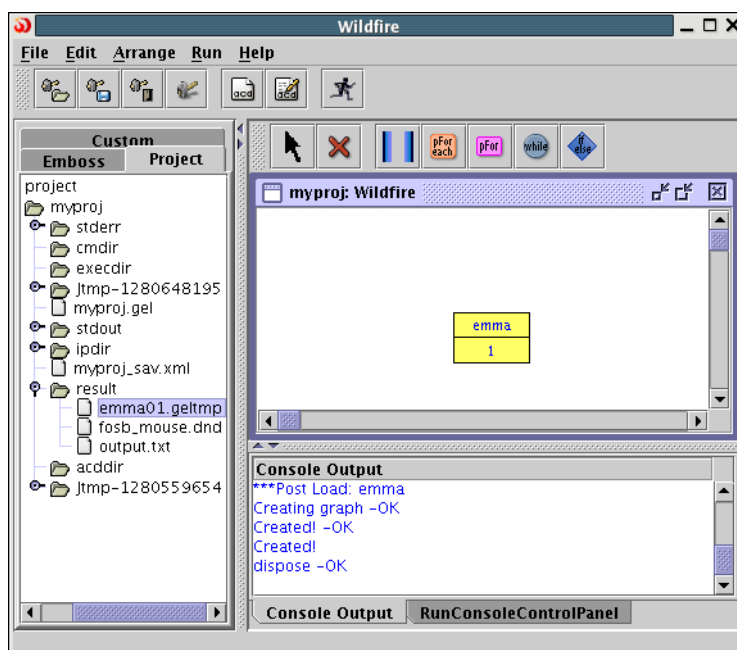 Wildfire
File Edit Arrange Run Help
acd
acd
Custom
Emboss Project
pFor
each
pFor
while
if
else
project
myproj
stderr
cmdir
execdir
Jtmp-1280648195
myproj.gel
stdout
ipdir
myproj_sav.xml
result
emma01.geltmp
fosb_mouse.dnd
output.txt
acddir
Jtmp-1280559654
myproj: Wildfire
emma
1
Console Output
***Post Load: emma
Creating graph -OK
Created! -OK
Created!
dispose -OK
Console Output RunConsoleControlPanel